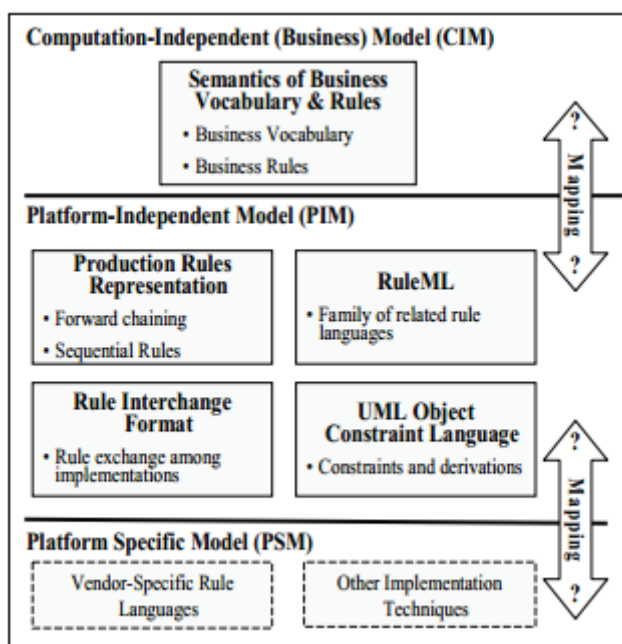 Computation-Independent (Business) Model (CIM)
Semantics of Business
Vocabulary & Rules
• Business Vocabulary
• Business Rules
?
Mapping
?
Platform-Independent Model (PIM)
Production Rules
Representation
• Forward chaining
• Sequential Rules
RuleML
• Family of related rule
languages
Rule Interchange
Format
• Rule exchange among
implementations
UML Object
Constraint Language
• Constraints and derivations
?
Mapping
?
Platform Specific Model (PSM)
Vendor-Specific Rule
Languages
Other Implementation
Techniques